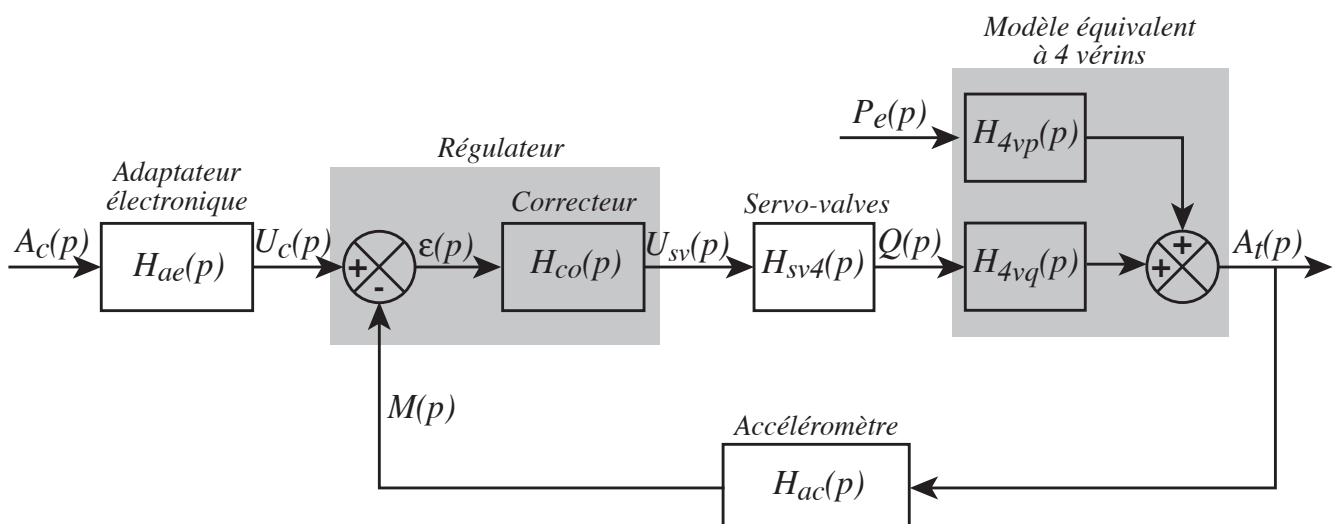 Modèle équivalent
à 4 vérins
P_e(p)
H_4vp(p)
Régulateur
Adaptateur
électronique
Correcteur
Servo-valves
A_c(p)
H_ae(p)
U_c(p)
+
-
ε(p)
H_co(p)
U_sv(p)
H_sv4(p)
Q(p)
H_4vq(p)
+
+
A_t(p)
M(p)
Accéléromètre
H_ac(p)